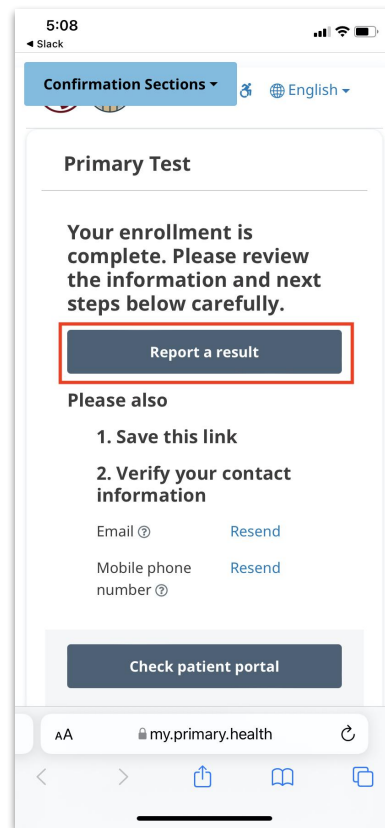 5:08
◀ Slack
Confirmation Sections
English
Primary Test
Your enrollment is
complete. Please review
the information and next
steps below carefully.
Report a result
Please also
1. Save this link
2. Verify your contact
information
Email ? Resend
Mobile phone Resend
number ?
Check patient portal
AA my.primary.health